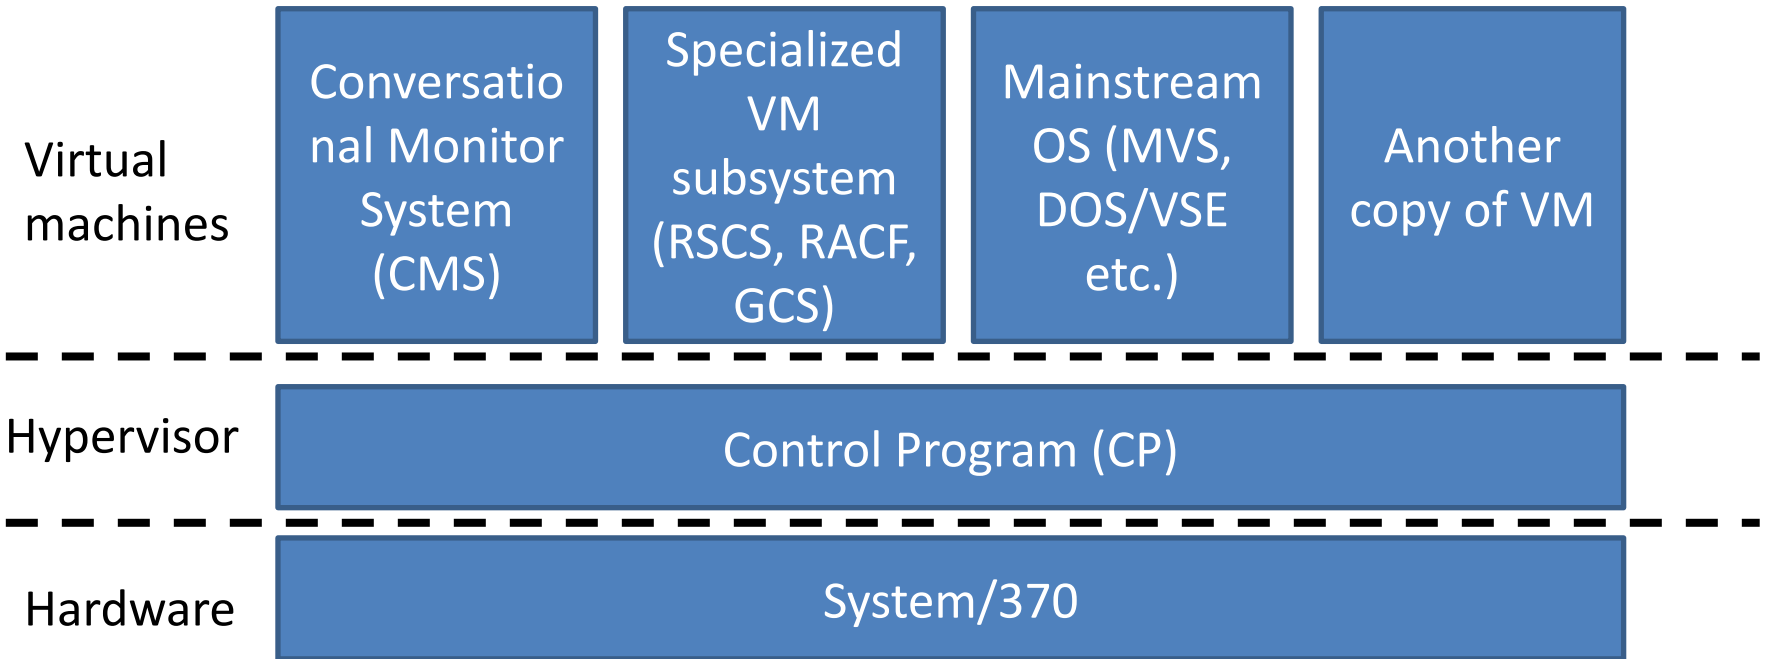 Virtual
machines
Conversatio
nal Monitor
System
(CMS)
Specialized
VM
subsystem
(RSCS, RACF,
GCS)
Mainstream
OS (MVS,
DOS/VSE
etc.)
Another
copy of VM
Hypervisor
Control Program (CP)
Hardware
System/370